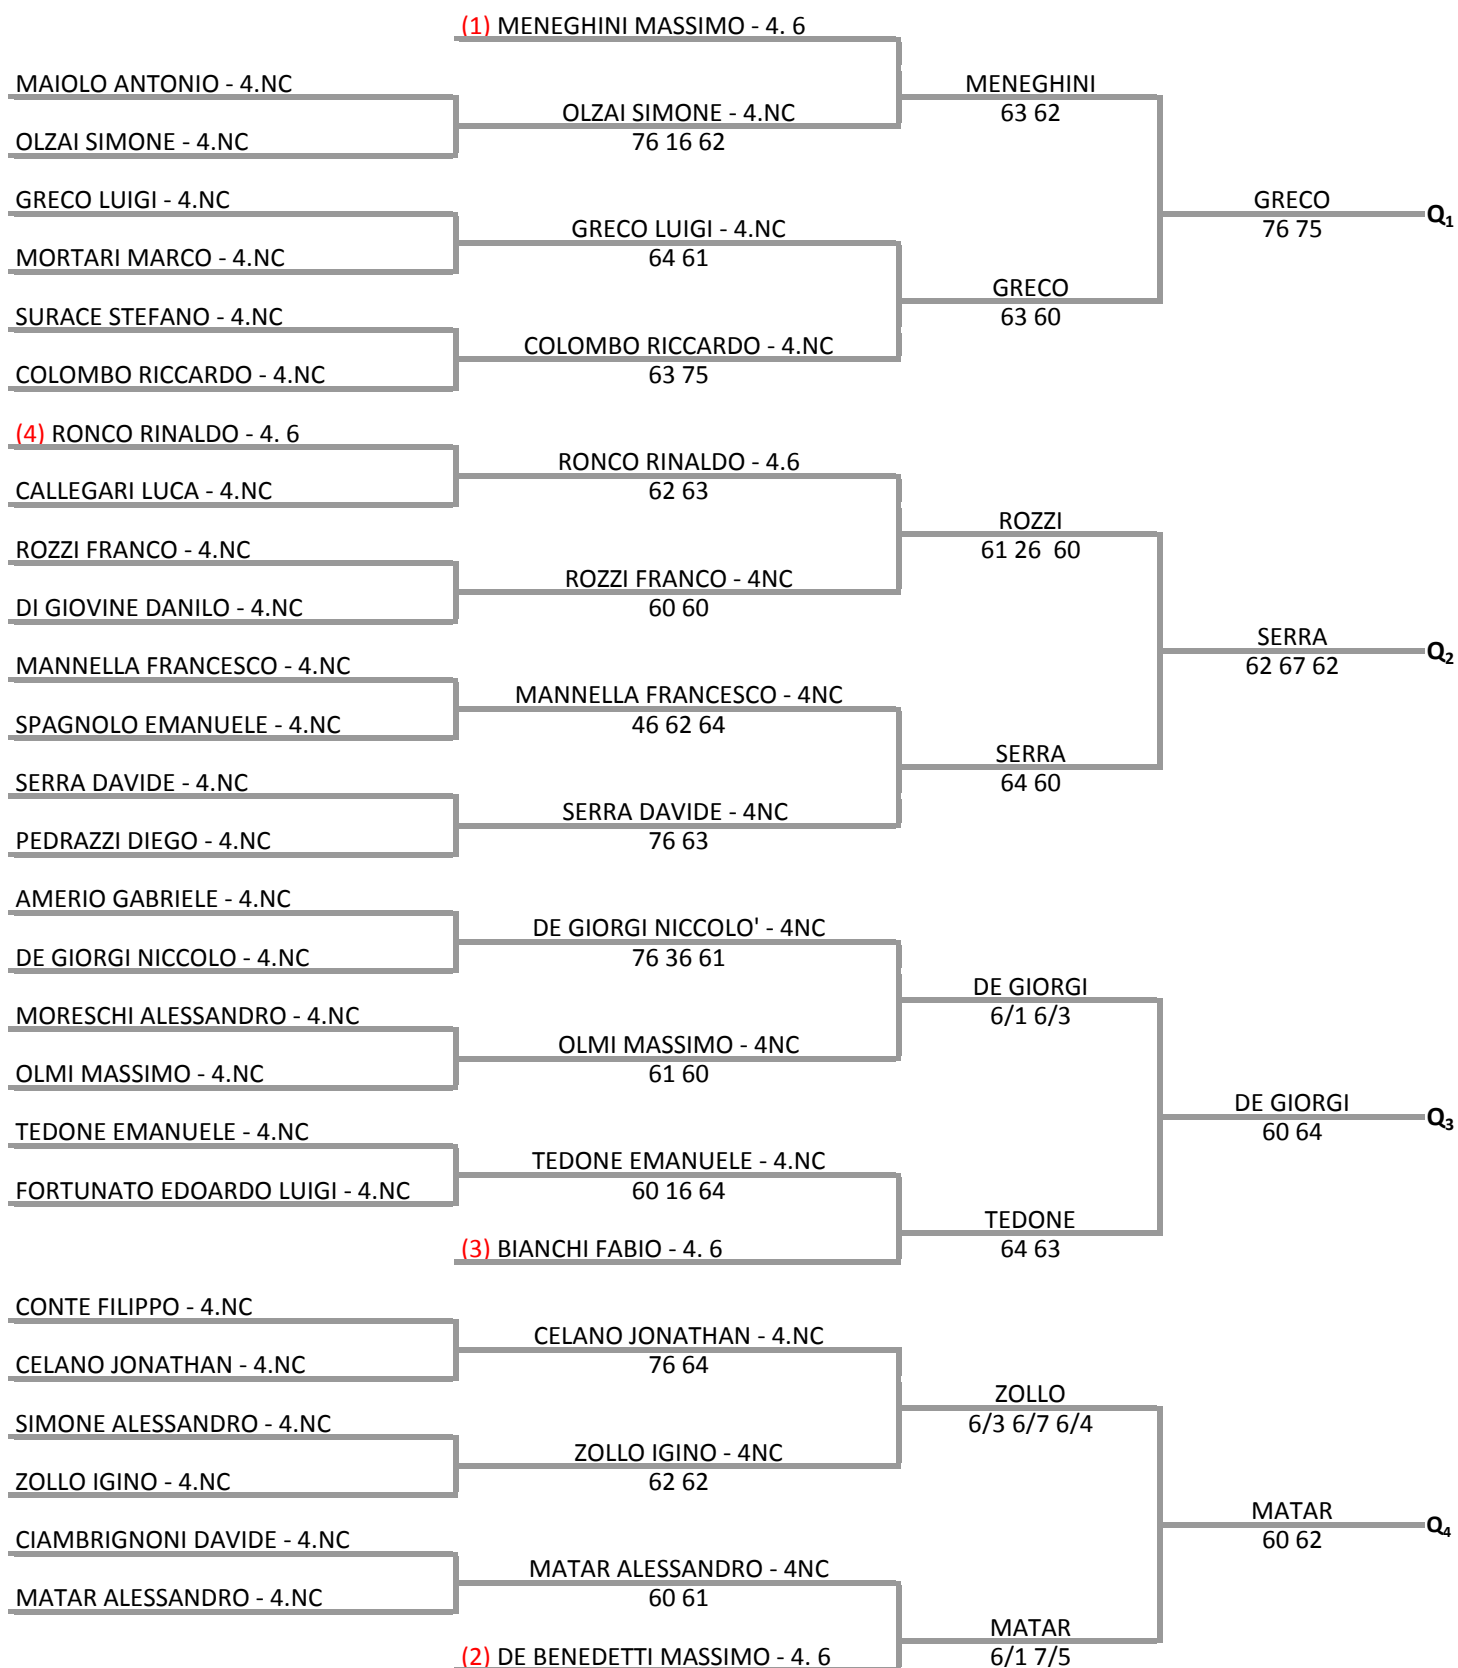 (1) MENEGHINI MASSIMO - 4. 6
MAIOLO ANTONIO - 4.NC
MENEGHINI
OLZAI SIMONE - 4.NC
63 62
OLZAI SIMONE - 4.NC
76 16 62
GRECO LUIGI - 4.NC
GRECO
Q1
GRECO LUIGI - 4.NC
76 75
MORTARI MARCO - 4.NC
64 61
GRECO
SURACE STEFANO - 4.NC
63 60
COLOMBO RICCARDO - 4.NC
COLOMBO RICCARDO - 4.NC
63 75
(4) RONCO RINALDO - 4. 6
RONCO RINALDO - 4.6
CALLEGARI LUCA - 4.NC
62 63
ROZZI
ROZZI FRANCO - 4.NC
61 26 60
ROZZI FRANCO - 4NC
DI GIOVINE DANILO - 4.NC
60 60
SERRA
Q2
MANNELLA FRANCESCO - 4.NC
62 67 62
MANNELLA FRANCESCO - 4NC
SPAGNOLO EMANUELE - 4.NC
46 62 64
SERRA
SERRA DAVIDE - 4.NC
64 60
SERRA DAVIDE - 4NC
PEDRAZZI DIEGO - 4.NC
76 63
AMERIO GABRIELE - 4.NC
DE GIORGI NICCOLO' - 4NC
DE GIORGI NICCOLO - 4.NC
76 36 61
DE GIORGI
MORESCHI ALESSANDRO - 4.NC
6/1 6/3
OLMI MASSIMO - 4NC
OLMI MASSIMO - 4.NC
61 60
DE GIORGI
Q3
TEDONE EMANUELE - 4.NC
60 64
TEDONE EMANUELE - 4.NC
FORTUNATO EDOARDO LUIGI - 4.NC
60 16 64
TEDONE
(3) BIANCHI FABIO - 4. 6
64 63
CONTE FILIPPO - 4.NC
CELANO JONATHAN - 4.NC
CELANO JONATHAN - 4.NC
76 64
ZOLLO
SIMONE ALESSANDRO - 4.NC
6/3 6/7 6/4
ZOLLO IGINO - 4NC
ZOLLO IGINO - 4.NC
62 62
MATAR
Q4
CIAMBRIGNONI DAVIDE - 4.NC
60 62
MATAR ALESSANDRO - 4NC
MATAR ALESSANDRO - 4.NC
60 61
MATAR
(2) DE BENEDETTI MASSIMO - 4. 6
6/1 7/5